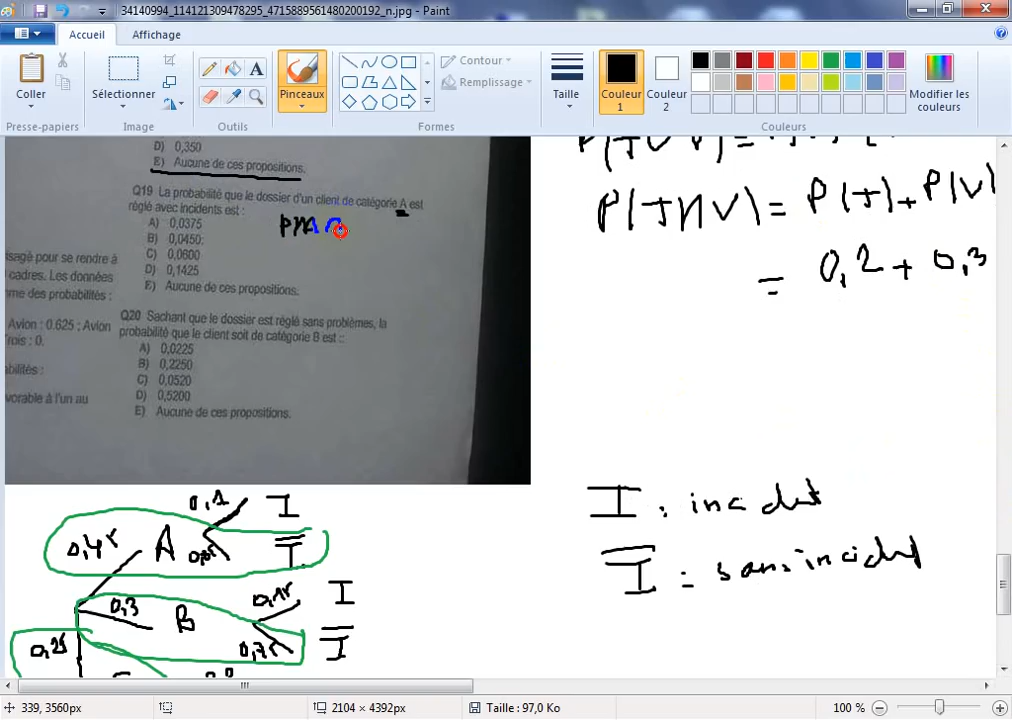 34140994_114121309478295_4715889561480200192_n.jpg - Paint
Accueil
Affichage
Coller
Sélectionner
Pinceaux
Contour
Remplissage
Taille
Couleur 1
Couleur 2
Modifier les couleurs
Presse-papiers
Image
Outils
Formes
Couleurs
D) 0,350
E) Aucune de ces propositions.
Q19 La probabilité que le dossier d'un client de catégorie A est
réglé avec incidents est :
A) 0,0375
B) 0,0450:
C) 0,0600
D) 0,1425
E) Aucune de ces propositions.
Q20 Sachant que le dossier est réglé sans problèmes, la
probabilité que le client soit de catégorie B est ::
A) 0,0225
B) 0,2250
C) 0,0520
D) 0,5200
E) Aucune de ces propositions.
isagé pour se rendre à
cadres. Les données
me des probabilités :
Avion : 0.625 ; Avion
rois : 0.
abilités :
vorable à l'un au
P(T∩V) = P(T) + P(V)
= 0,2 + 0,3
I : incident
I̅ = sans incident
0,1 I
0,45 A
I̅
0,3 B
I
0,25
I̅
339, 3560px
2104 × 4392px
Taille : 97,0 Ko
100 %